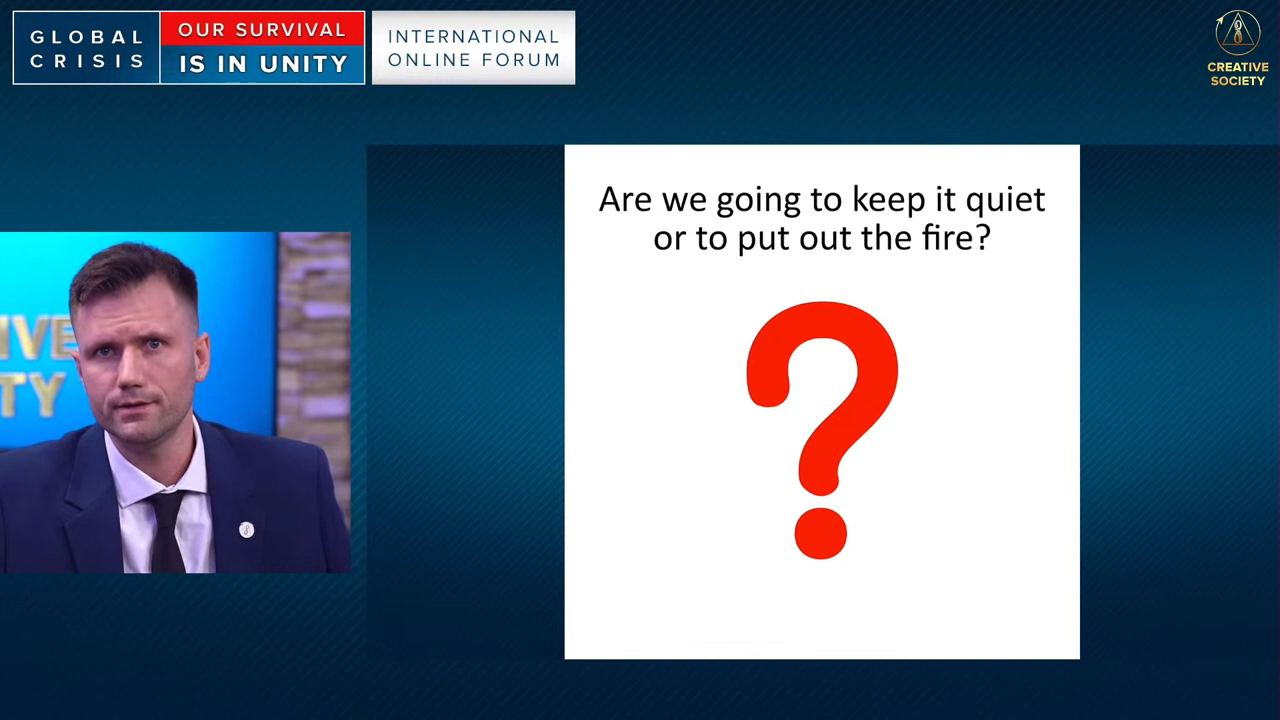 GLOBAL
CRISIS
OUR SURVIVAL
IS IN UNITY
INTERNATIONAL
ONLINE FORUM
CREATIVE
SOCIETY
Are we going to keep it quiet
or to put out the fire?
?
IVE
TY